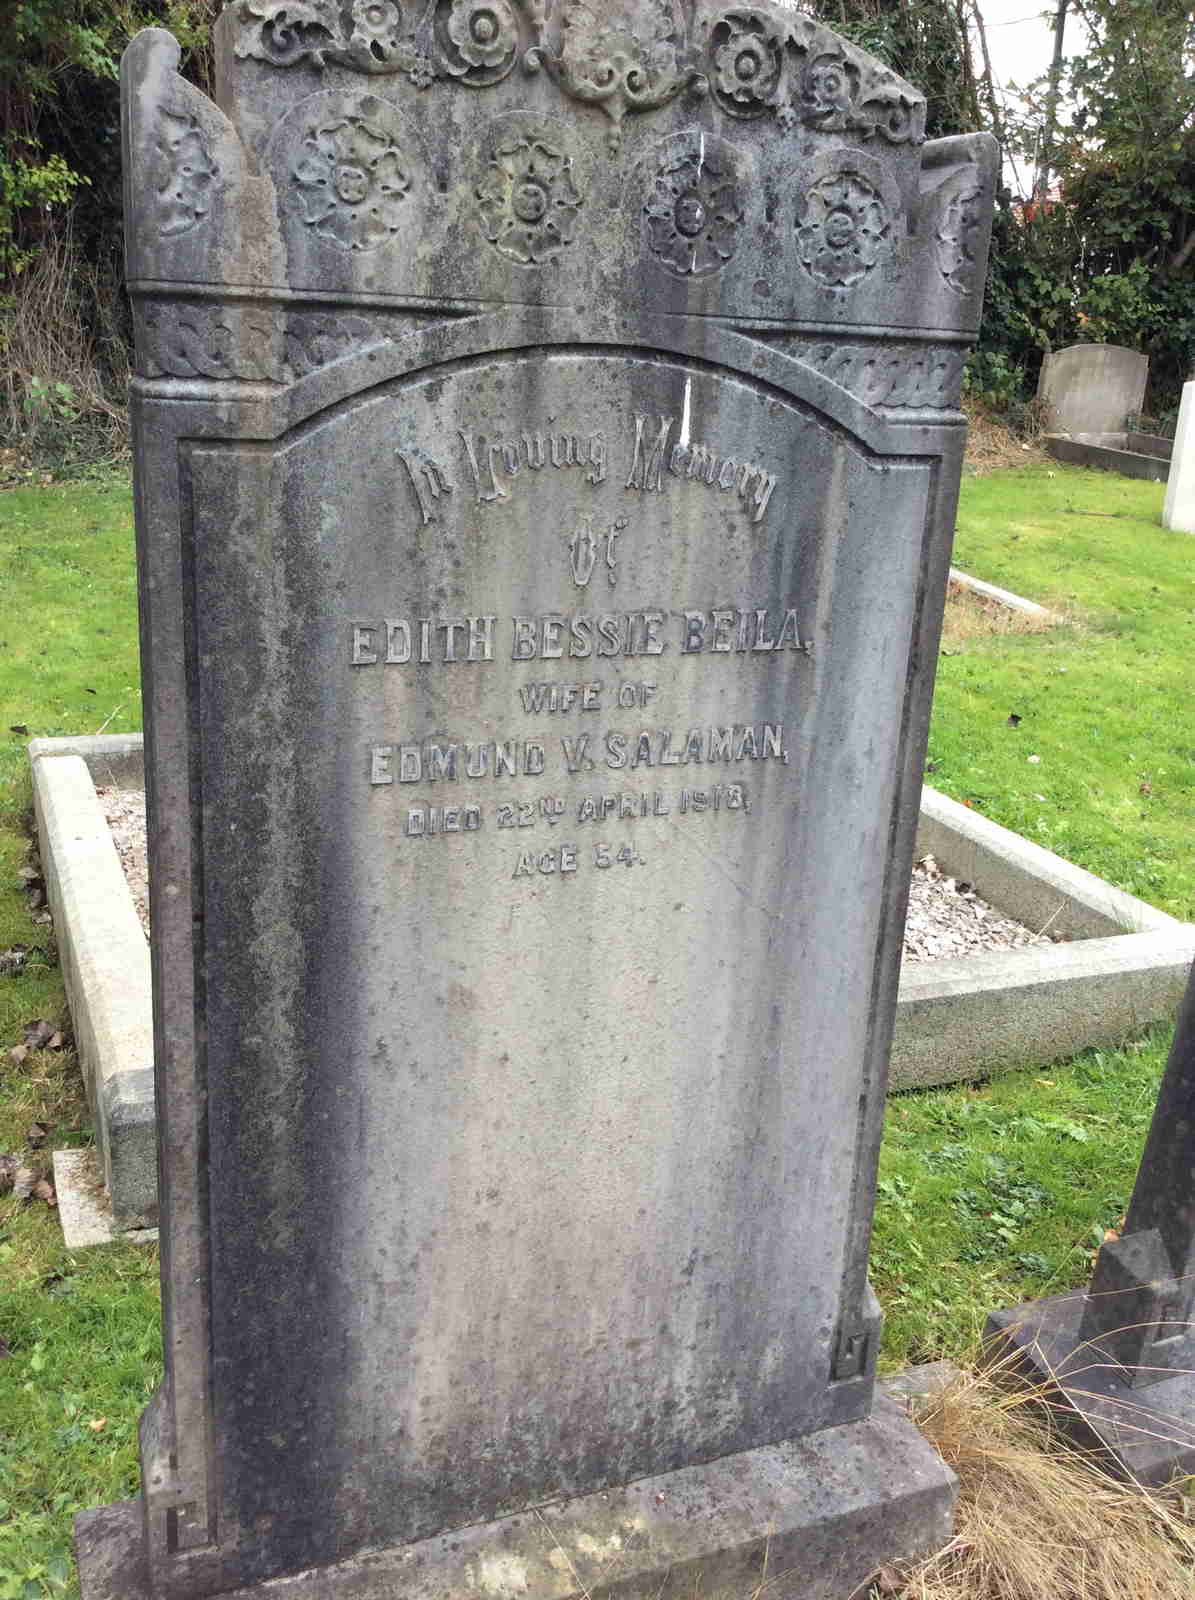 In Loving Memory
Of
EDITH BESSIE BEILA,
WIFE OF
EDMUND V. SALAMAN,
DIED 22ND APRIL 1918,
AGE 54.